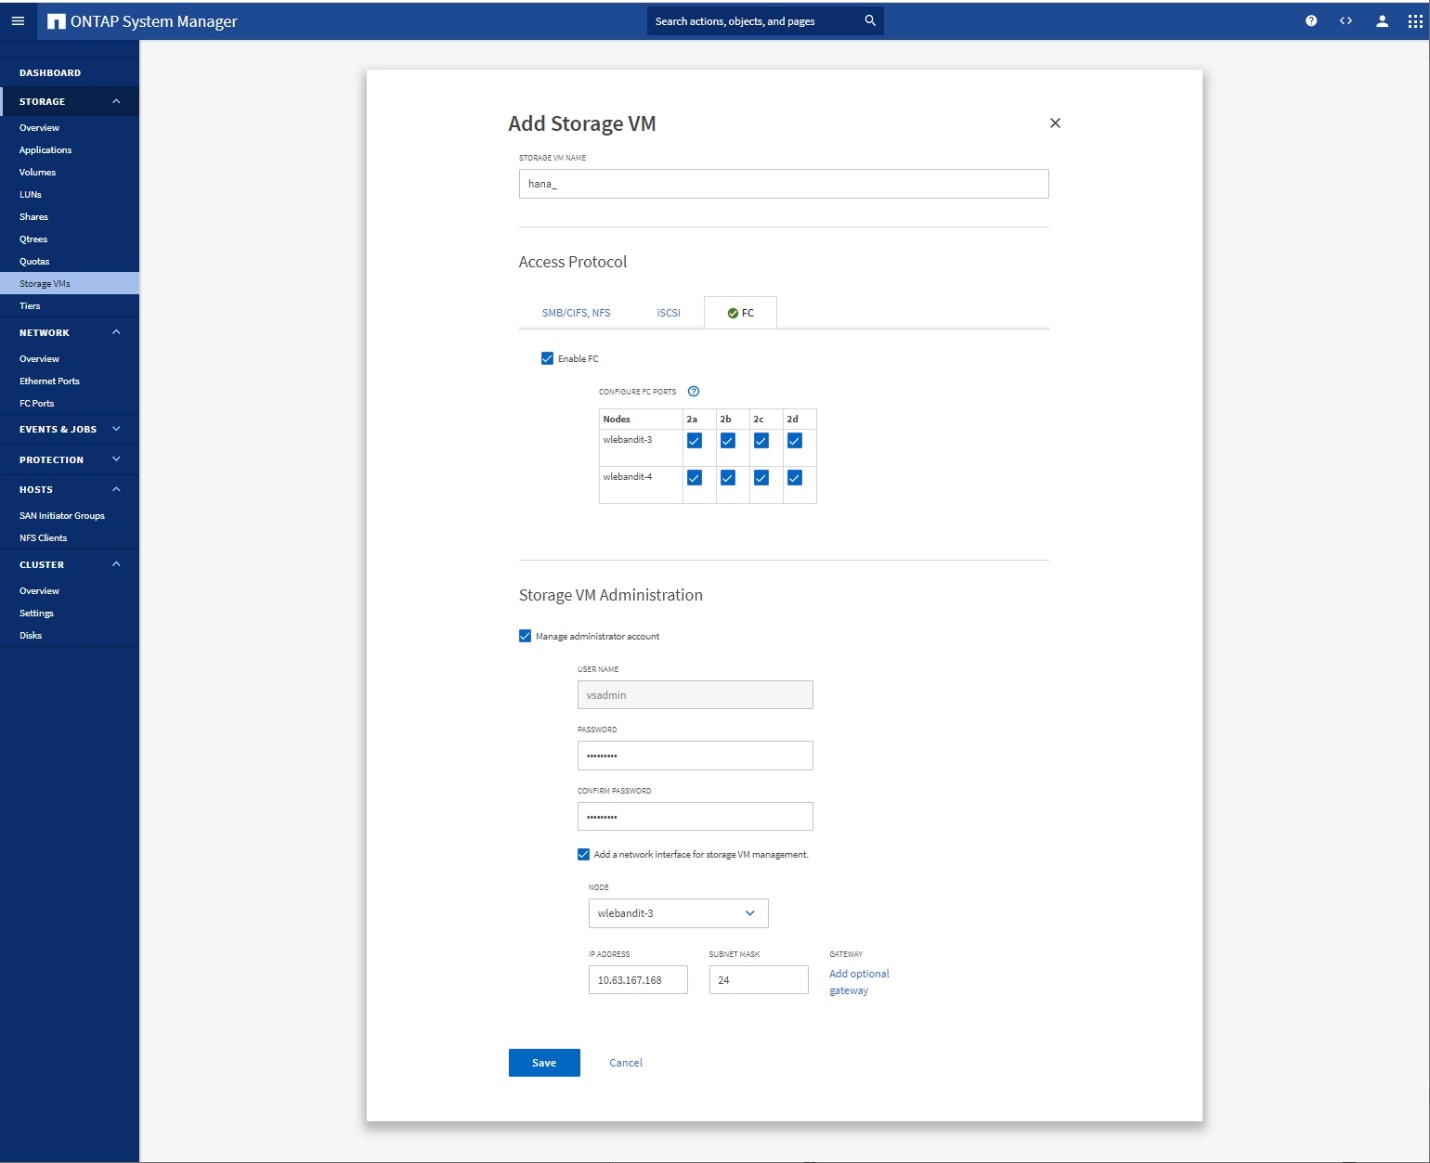 ONTAP System Manager
Search actions, objects, and pages
DASHBOARD
STORAGE
Overview
Applications
Volumes
LUNs
Shares
Qtrees
Quotas
Storage VMs
Tiers
NETWORK
Overview
Ethernet Ports
FC Ports
EVENTS & JOBS
PROTECTION
HOSTS
SAN Initiator Groups
NFS Clients
CLUSTER
Overview
Settings
Disks
Add Storage VM
STORAGE VM NAME
hana_
Access Protocol
SMB/CIFS, NFS iSCSI FC
Enable FC
CONFIGURE FC PORTS
Nodes 2a 2b 2c 2d
wlebandit-3
wlebandit-4
Storage VM Administration
Manage administrator account
USER NAME
vsadmin
PASSWORD
•••••••••
CONFIRM PASSWORD
•••••••••
Add a network interface for storage VM management.
NODE
wlebandit-3
IP ADDRESS SUBNET MASK GATEWAY
10.63.167.168 24 Add optional
gateway
Save Cancel